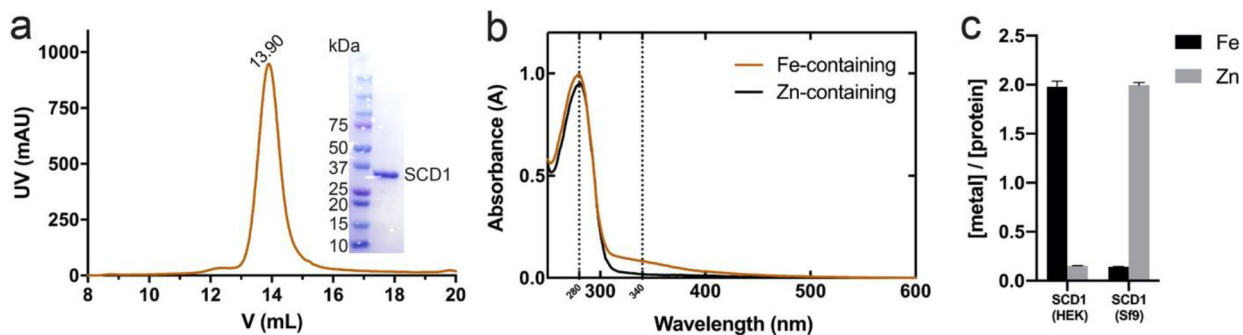 a
UV (mAU)
1000
750
500
250
0
8
10
12
14
16
18
20
V (mL)
13.90
kDa
75
50
37
25
20
15
10
SCD1
b
Absorbance (A)
1.0
0.5
0.0
280
300
340
400
500
600
Wavelength (nm)
Fe-containing
Zn-containing
c
Fe
Zn
[metal] / [protein]
2.5
2.0
1.5
1.0
0.5
0.0
SCD1
(HEK)
SCD1
(Sf9)